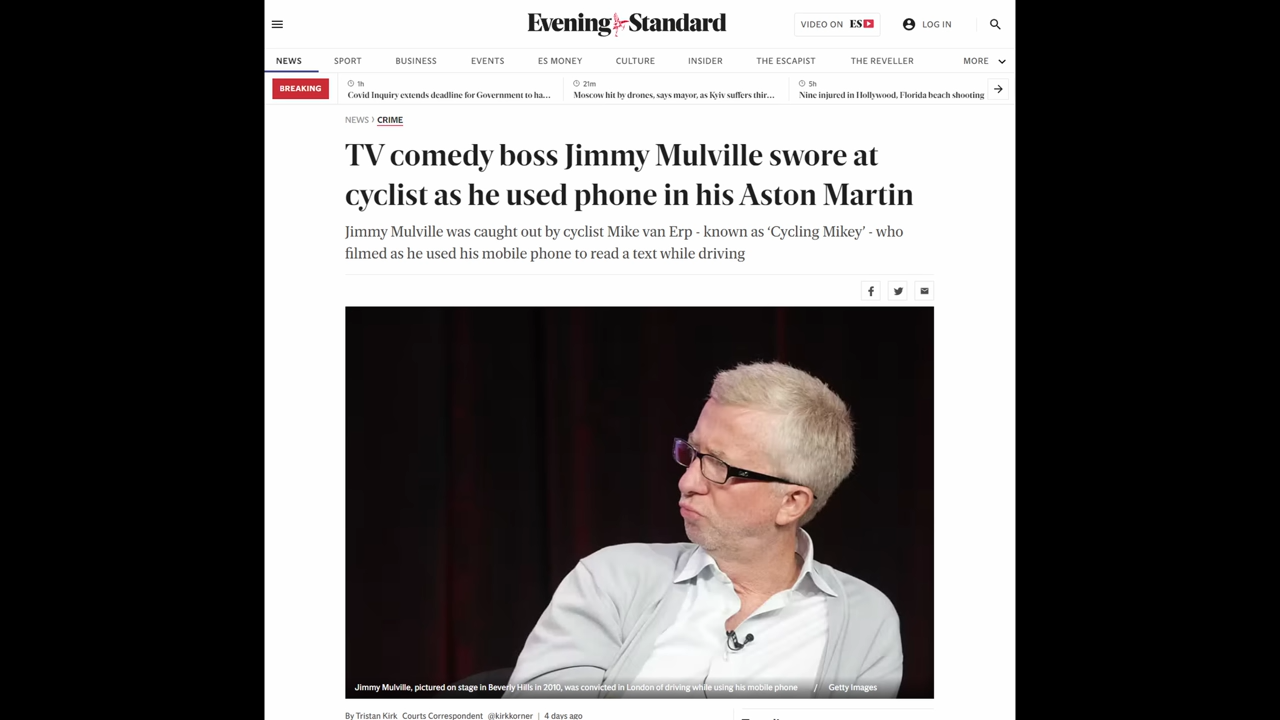 Evening Standard
VIDEO ON ES
LOG IN
NEWS SPORT BUSINESS EVENTS ES MONEY CULTURE INSIDER THE ESCAPIST THE REVELLER MORE
BREAKING
1h
Covid Inquiry extends deadline for Government to ha...
21m
Moscow hit by drones, says mayor, as Kyiv suffers thir...
5h
Nine injured in Hollywood, Florida beach shooting
NEWS › CRIME
TV comedy boss Jimmy Mulville swore at
cyclist as he used phone in his Aston Martin
Jimmy Mulville was caught out by cyclist Mike van Erp - known as ‘Cycling Mikey’ - who
filmed as he used his mobile phone to read a text while driving
Jimmy Mulville, pictured on stage in Beverly Hills in 2010, was convicted in London of driving while using his mobile phone / Getty Images
By Tristan Kirk Courts Correspondent @kirkkorner | 4 days ago